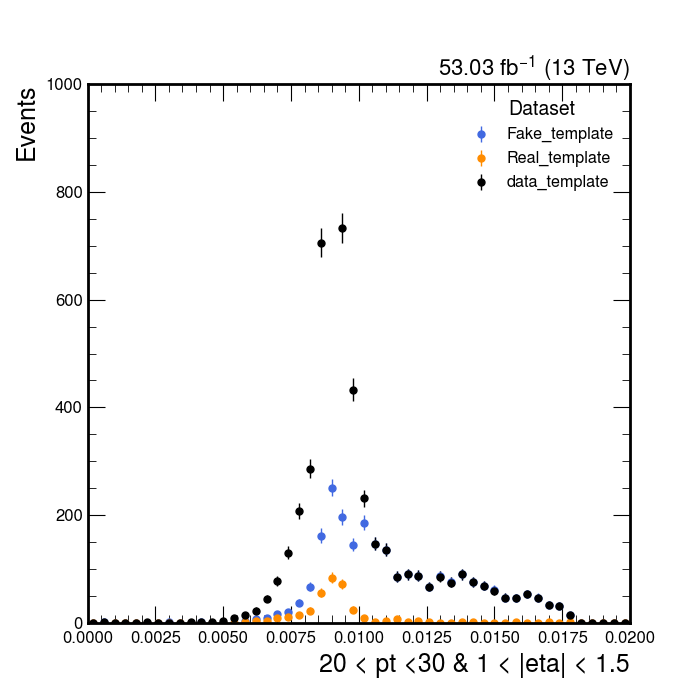 53.03 fb⁻¹ (13 TeV)
Events
1000
800
600
400
200
0
Dataset
Fake_template
Real_template
data_template
0.0000 0.0025 0.0050 0.0075 0.0100 0.0125 0.0150 0.0175 0.0200
20 < pt <30 & 1 < |eta| < 1.5